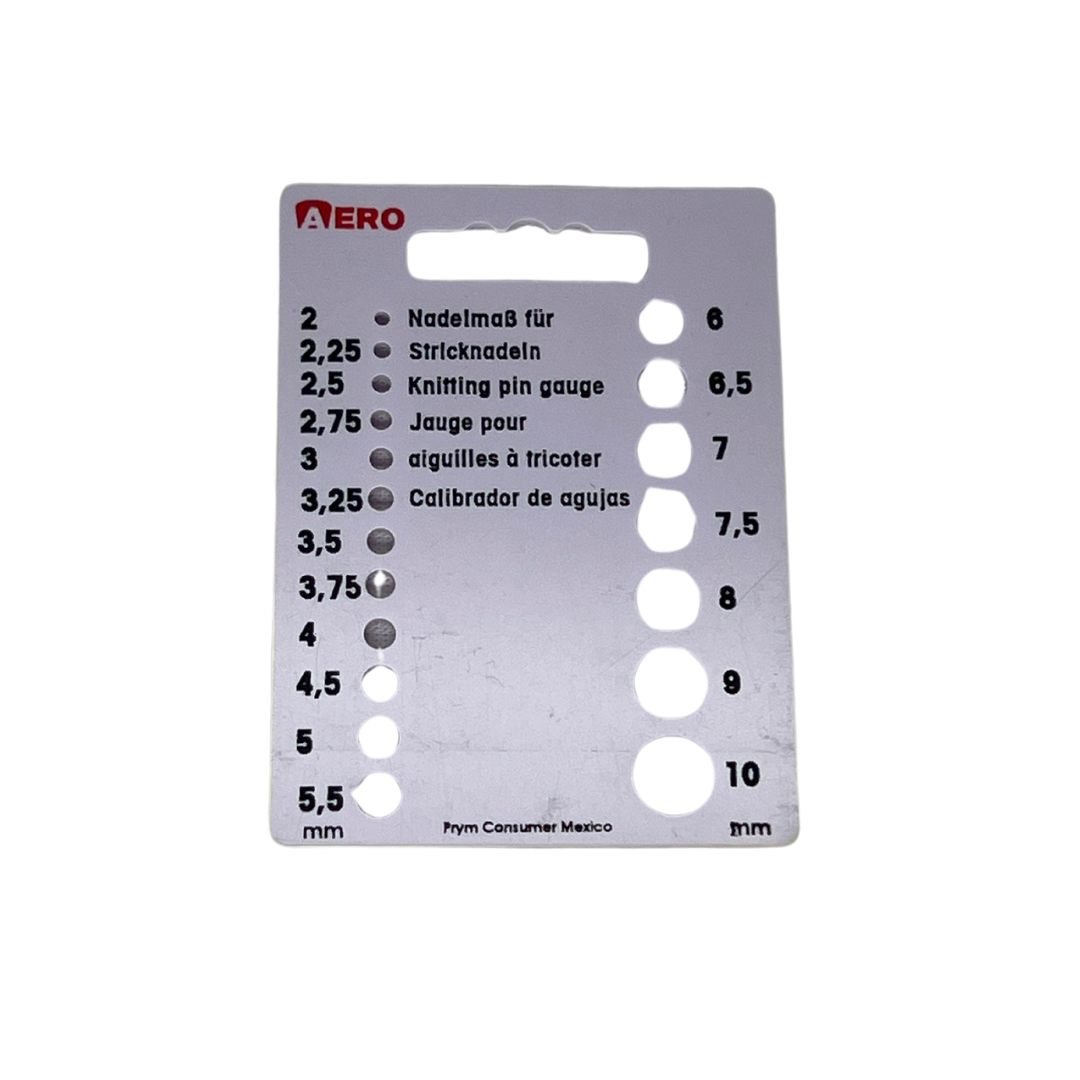 AERO
2 Nadelmaß für 6
2,25 Stricknadeln
2,5 Knitting pin gauge 6,5
2,75 Jauge pour
3 aiguilles à tricoter 7
3,25 Calibrador de agujas
7,5
3,5
3,75 8
4
4,5 9
5
10
5,5
mm Prym Consumer Mexico mm